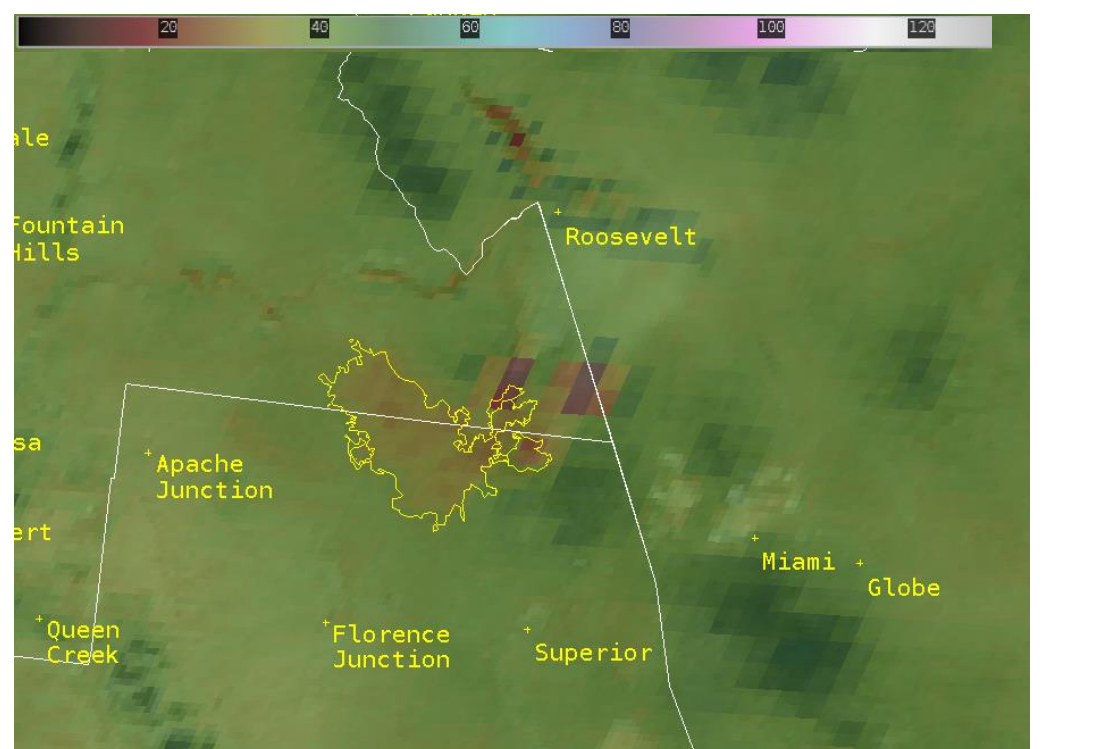 20 40 60 80 100 120
ale
Fountain
Hills
Roosevelt
sa
Apache
Junction
ert
Miami
Globe
Queen
Creek
Florence
Junction
Superior